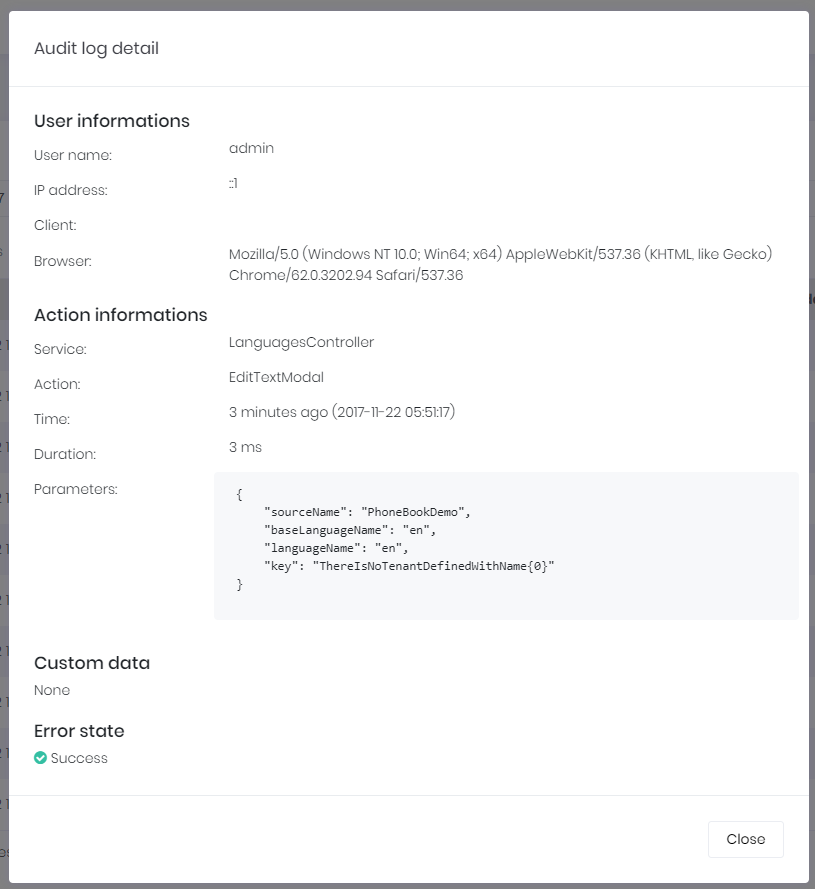 Audit log detail
User informations
User name: admin
IP address: ::1
Client:
Browser: Mozilla/5.0 (Windows NT 10.0; Win64; x64) AppleWebKit/537.36 (KHTML, like Gecko)
Chrome/62.0.3202.94 Safari/537.36
Action informations
Service: LanguagesController
Action: EditTextModal
Time: 3 minutes ago (2017-11-22 05:51:17)
Duration: 3 ms
Parameters: {
"sourceName": "PhoneBookDemo",
"baseLanguageName": "en",
"languageName": "en",
"key": "ThereIsNoTenantDefinedWithName{0}"
}
Custom data
None
Error state
Success
Close